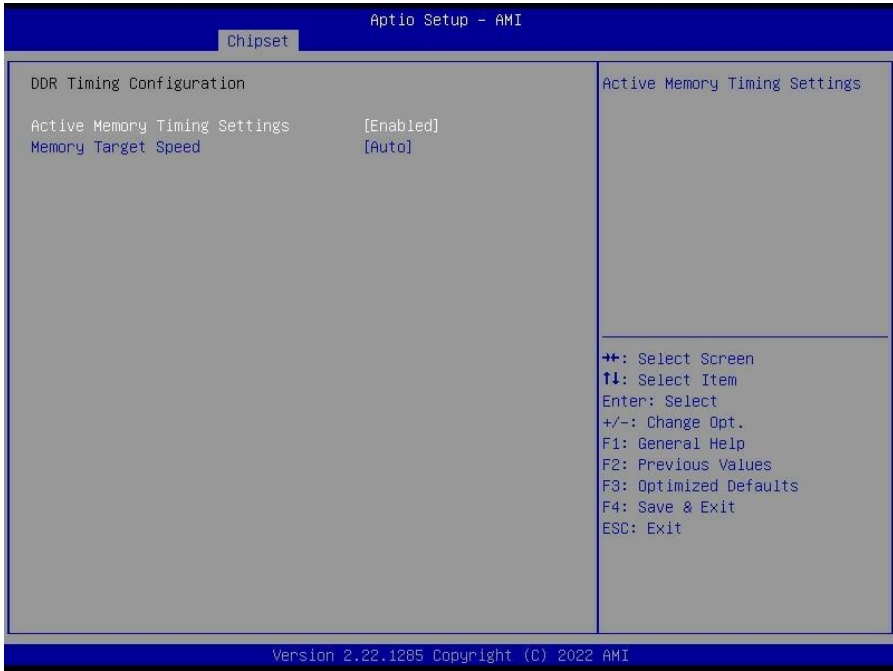 Aptio Setup – AMI
Chipset
DDR Timing Configuration
Active Memory Timing Settings [Enabled]
Memory Target Speed [Auto]
Active Memory Timing Settings
→←: Select Screen
↑↓: Select Item
Enter: Select
+/-: Change Opt.
F1: General Help
F2: Previous Values
F3: Optimized Defaults
F4: Save & Exit
ESC: Exit
Version 2.22.1285 Copyright (C) 2022 AMI